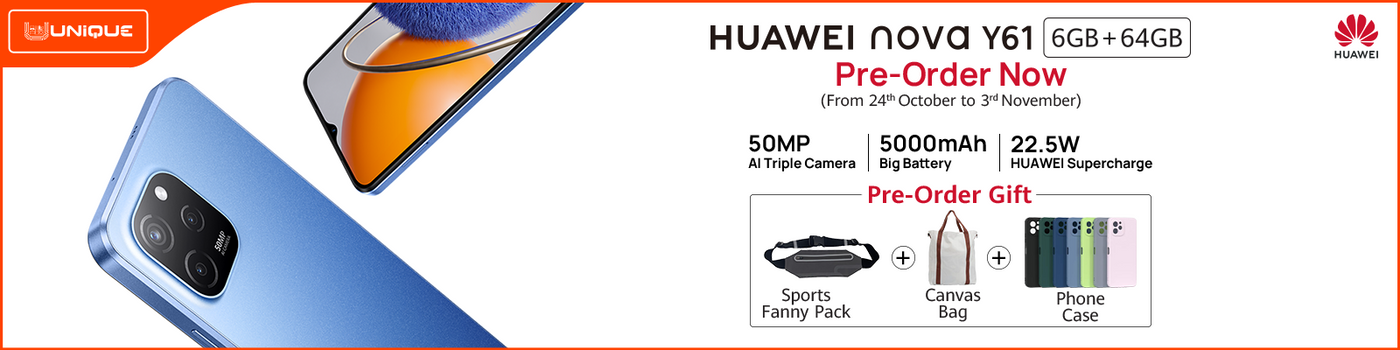 UNIQUE
HUAWEI nova Y61 6GB+64GB
HUAWEI
Pre-Order Now
(From 24th October to 3rd November)
50MP
AI Triple Camera
5000mAh
Big Battery
22.5W
HUAWEI Supercharge
Pre-Order Gift
Sports
Fanny Pack
+
Canvas
Bag
+
Phone
Case
50MP